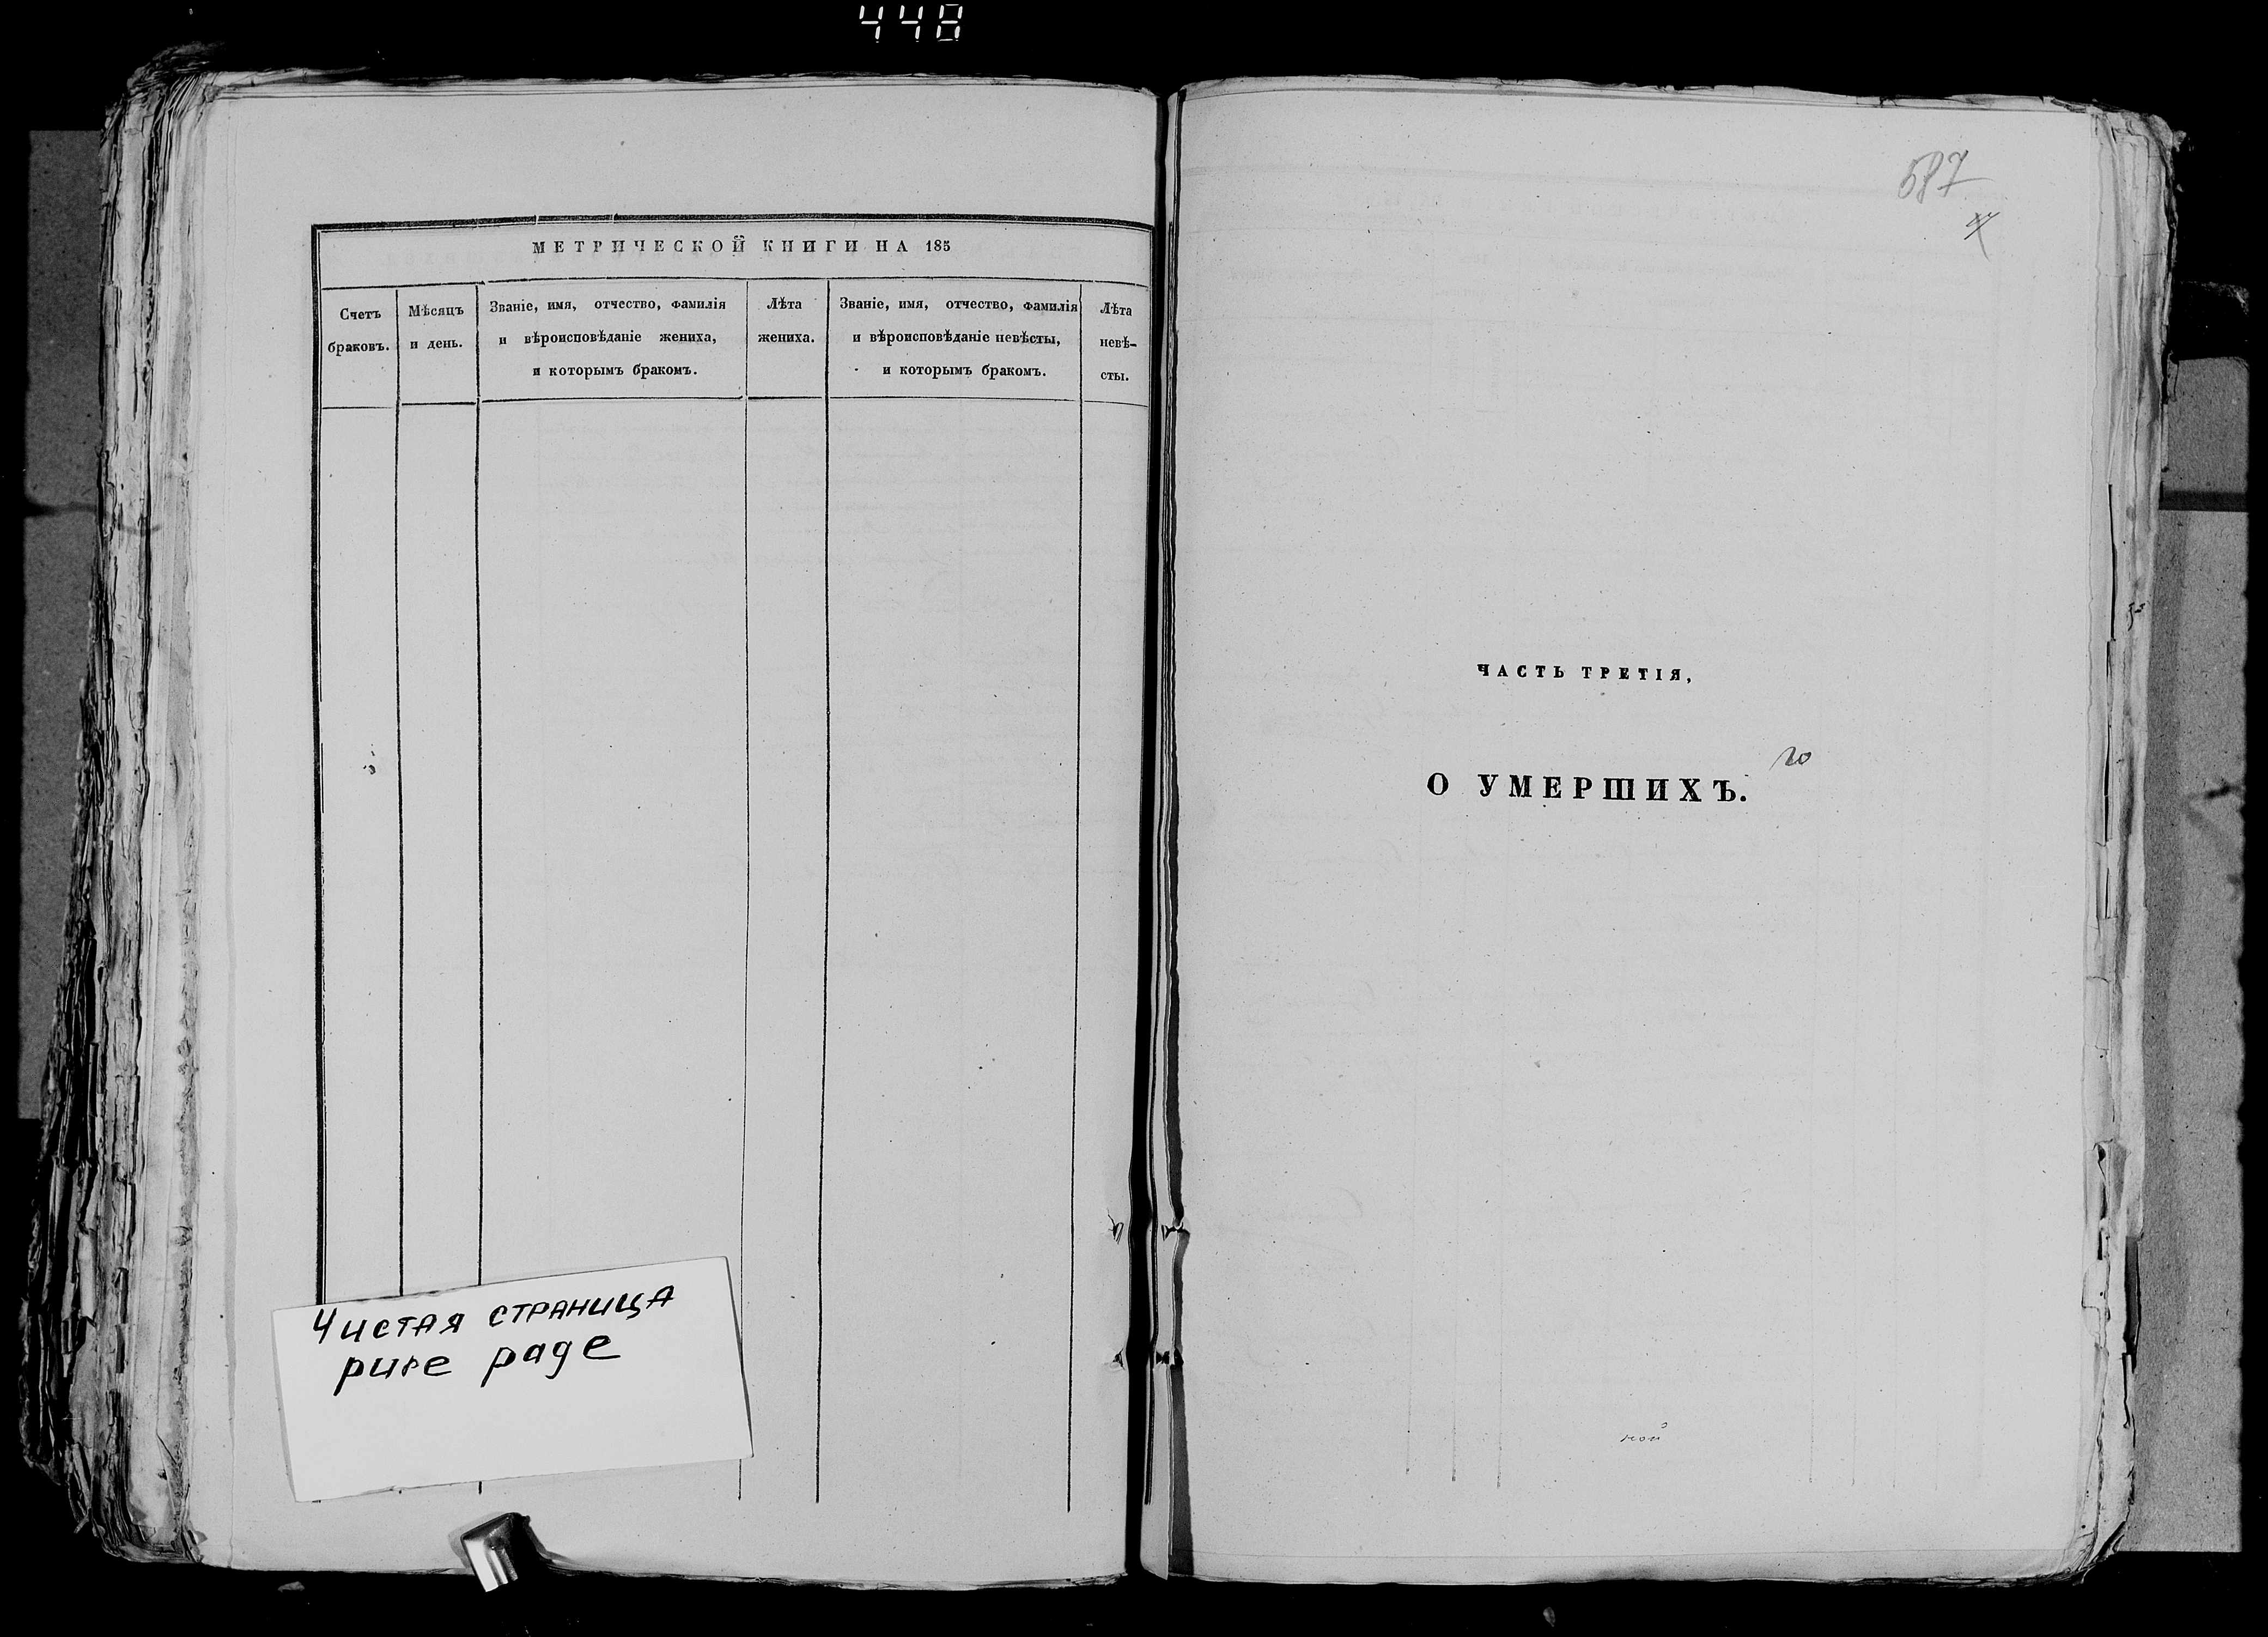 448
МЕТРИЧЕСКОЙ КНИГИ НА 185
Счетъ
браковъ.
Мѣсяцъ
и день.
Званіе, имя, отчество, фамилія
и вѣроисповѣданіе жениха,
и которымъ бракомъ.
Лѣта
жениха.
Званіе, имя, отчество, фамилія
и вѣроисповѣданіе невѣсты,
и которымъ бракомъ.
Лѣта
невѣ-
сты.
Чистая страница
pure page
587
ЧАСТЬ ТРЕТІЯ,
О УМЕРШИХЪ.
ной